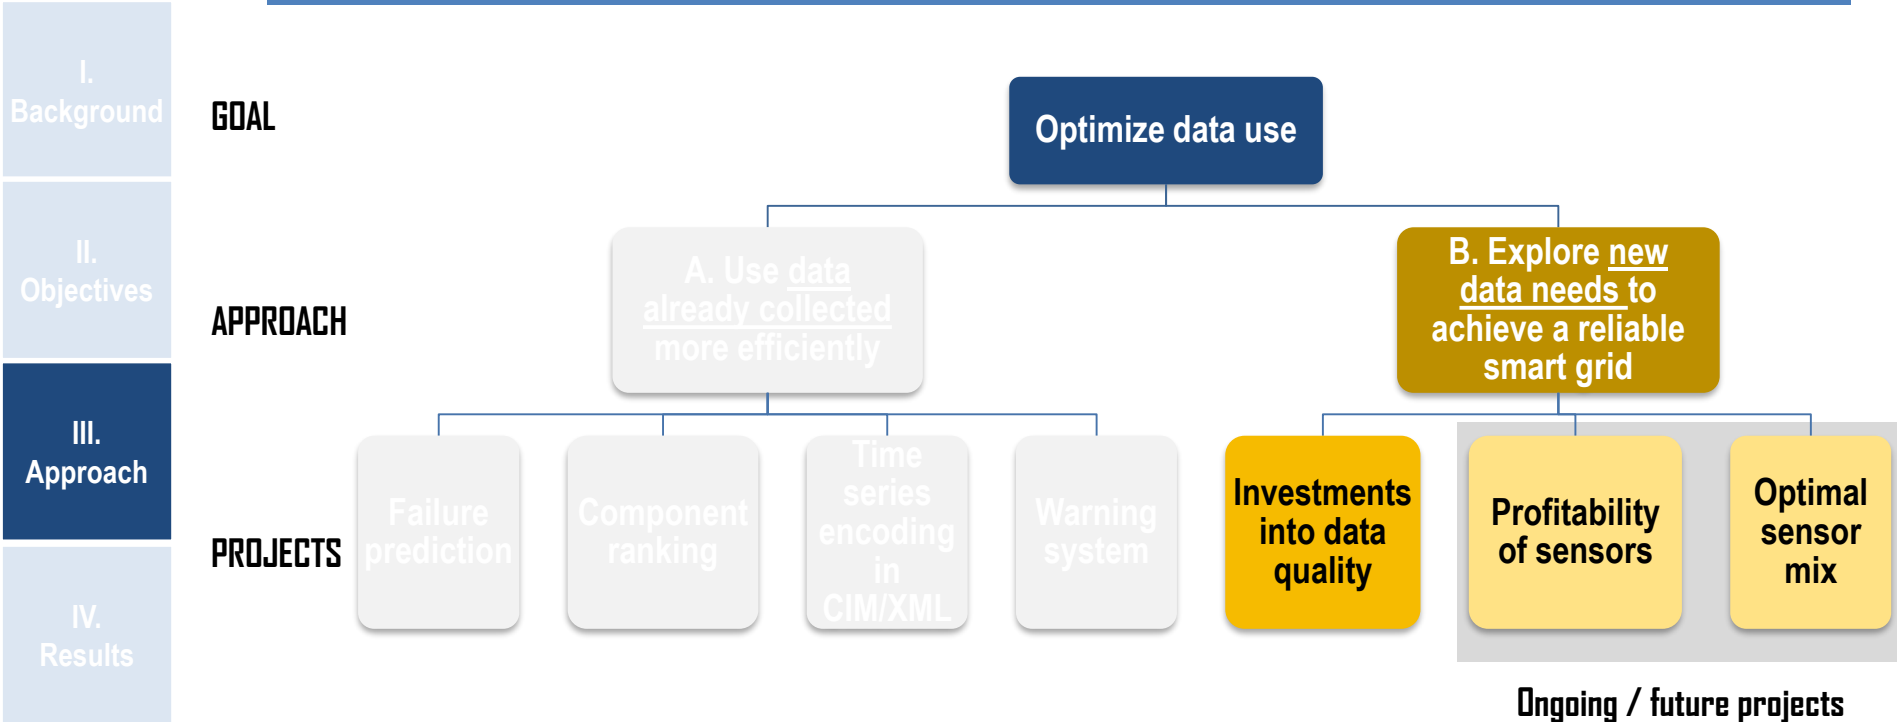 I.
Background
II.
Objectives
III.
Approach
IV.
Results
GOAL
Optimize data use
APPROACH
A. Use data
already collected
more efficiently
B. Explore new
data needs to
achieve a reliable
smart grid
PROJECTS
Failure
prediction
Component
ranking
Time
series
encoding
in
CIM/XML
Warning
system
Investments
into data
quality
Profitability
of sensors
Optimal
sensor
mix
Ongoing / future projects